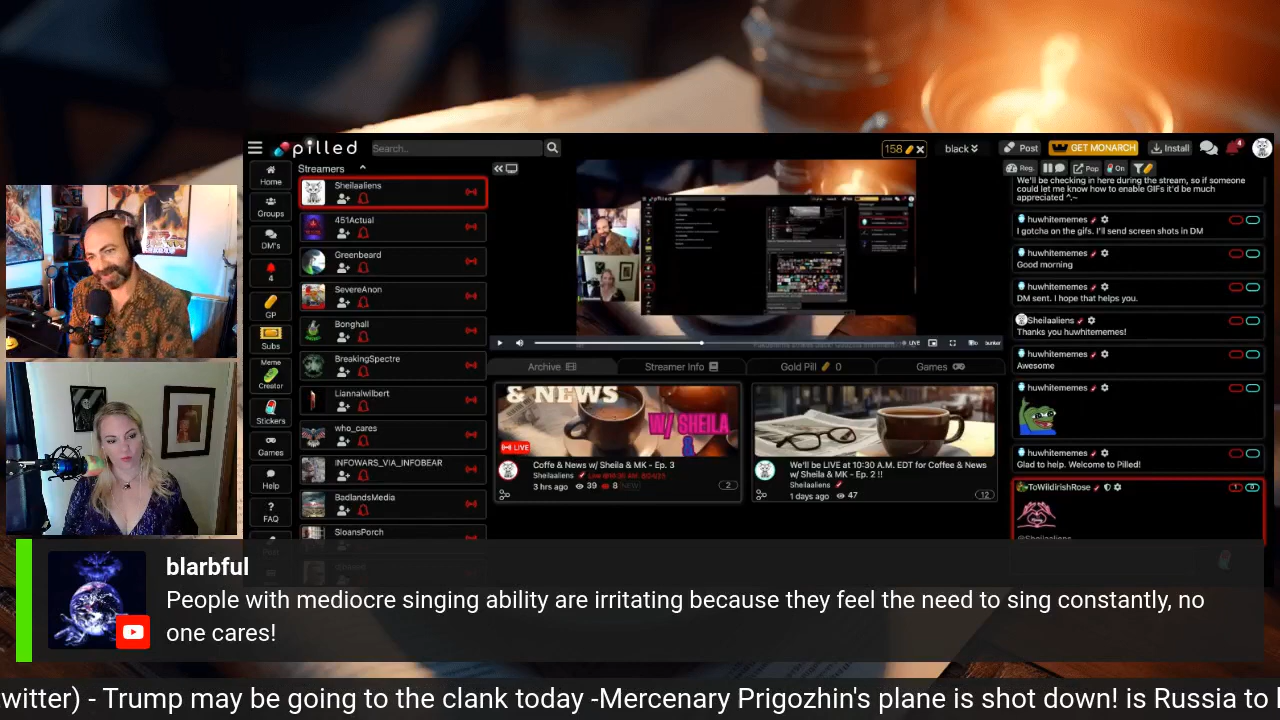 pilled
Search..
158
black
Post
GET MONARCH
Install
4
Home
Groups
DM's
4
GP
Subs
Meme
Creator
Stickers
Games
Help
FAQ
Streamers
Sheilaaliens
451Actual
Greenbeard
SevereAnon
Bonghall
BreakingSpectre
Liannalwilbert
who_cares
INFOWARS_VIA_INFOBEAR
BadlandsMedia
SloansPorch
LIVE
Archive
Streamer Info
Gold Pill 0
Games
& NEWS
W/ SHEILA
LIVE
Coffe & News w/ Sheila & MK - Ep. 3
Sheilaaliens
3 hrs ago 39 8
2
We'll be LIVE at 10:30 A.M. EDT for Coffee & News
w/ Sheila & MK - Ep. 2 !!
Sheilaaliens
1 days ago 47
12
Reg.
Pop
On
We'll be checking in here during the stream, so if someone
could let me know how to enable GIFs it'd be much
appreciated ^.~
huwhitememes
I gotcha on the gifs. I'll send screen shots in DM
huwhitememes
Good morning
huwhitememes
DM sent. I hope that helps you.
Sheilaaliens
Thanks you huwhitememes!
huwhitememes
Awesome
huwhitememes
huwhitememes
Glad to help. Welcome to Pilled!
ToWildirishRose
1 0
@Sheilaaliens
blarbful
People with mediocre singing ability are irritating because they feel the need to sing constantly, no
one cares!
witter) - Trump may be going to the clank today -Mercenary Prigozhin's plane is shot down! is Russia to